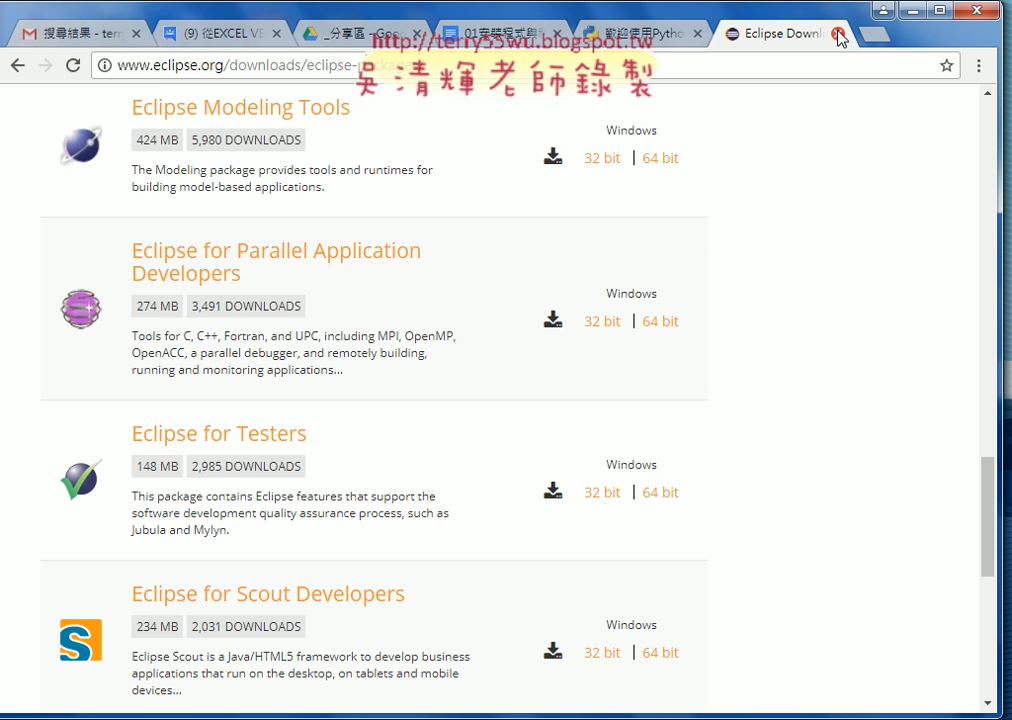 搜尋結果 - terr
(9) 從EXCEL VE
_分享區 - Goo
01安裝程式與
歡迎使用Pytho
Eclipse Downl
http://terry55wu.blogspot.tw
www.eclipse.org/downloads/eclipse-packages
吳清輝老師錄製
Eclipse Modeling Tools
424 MB 5,980 DOWNLOADS
The Modeling package provides tools and runtimes for
building model-based applications.
Windows
32 bit | 64 bit
Eclipse for Parallel Application
Developers
274 MB 3,491 DOWNLOADS
Tools for C, C++, Fortran, and UPC, including MPI, OpenMP,
OpenACC, a parallel debugger, and remotely building,
running and monitoring applications...
Windows
32 bit | 64 bit
Eclipse for Testers
148 MB 2,985 DOWNLOADS
This package contains Eclipse features that support the
software development quality assurance process, such as
Jubula and Mylyn.
Windows
32 bit | 64 bit
Eclipse for Scout Developers
234 MB 2,031 DOWNLOADS
Eclipse Scout is a Java/HTML5 framework to develop business
applications that run on the desktop, on tablets and mobile
devices...
Windows
32 bit | 64 bit